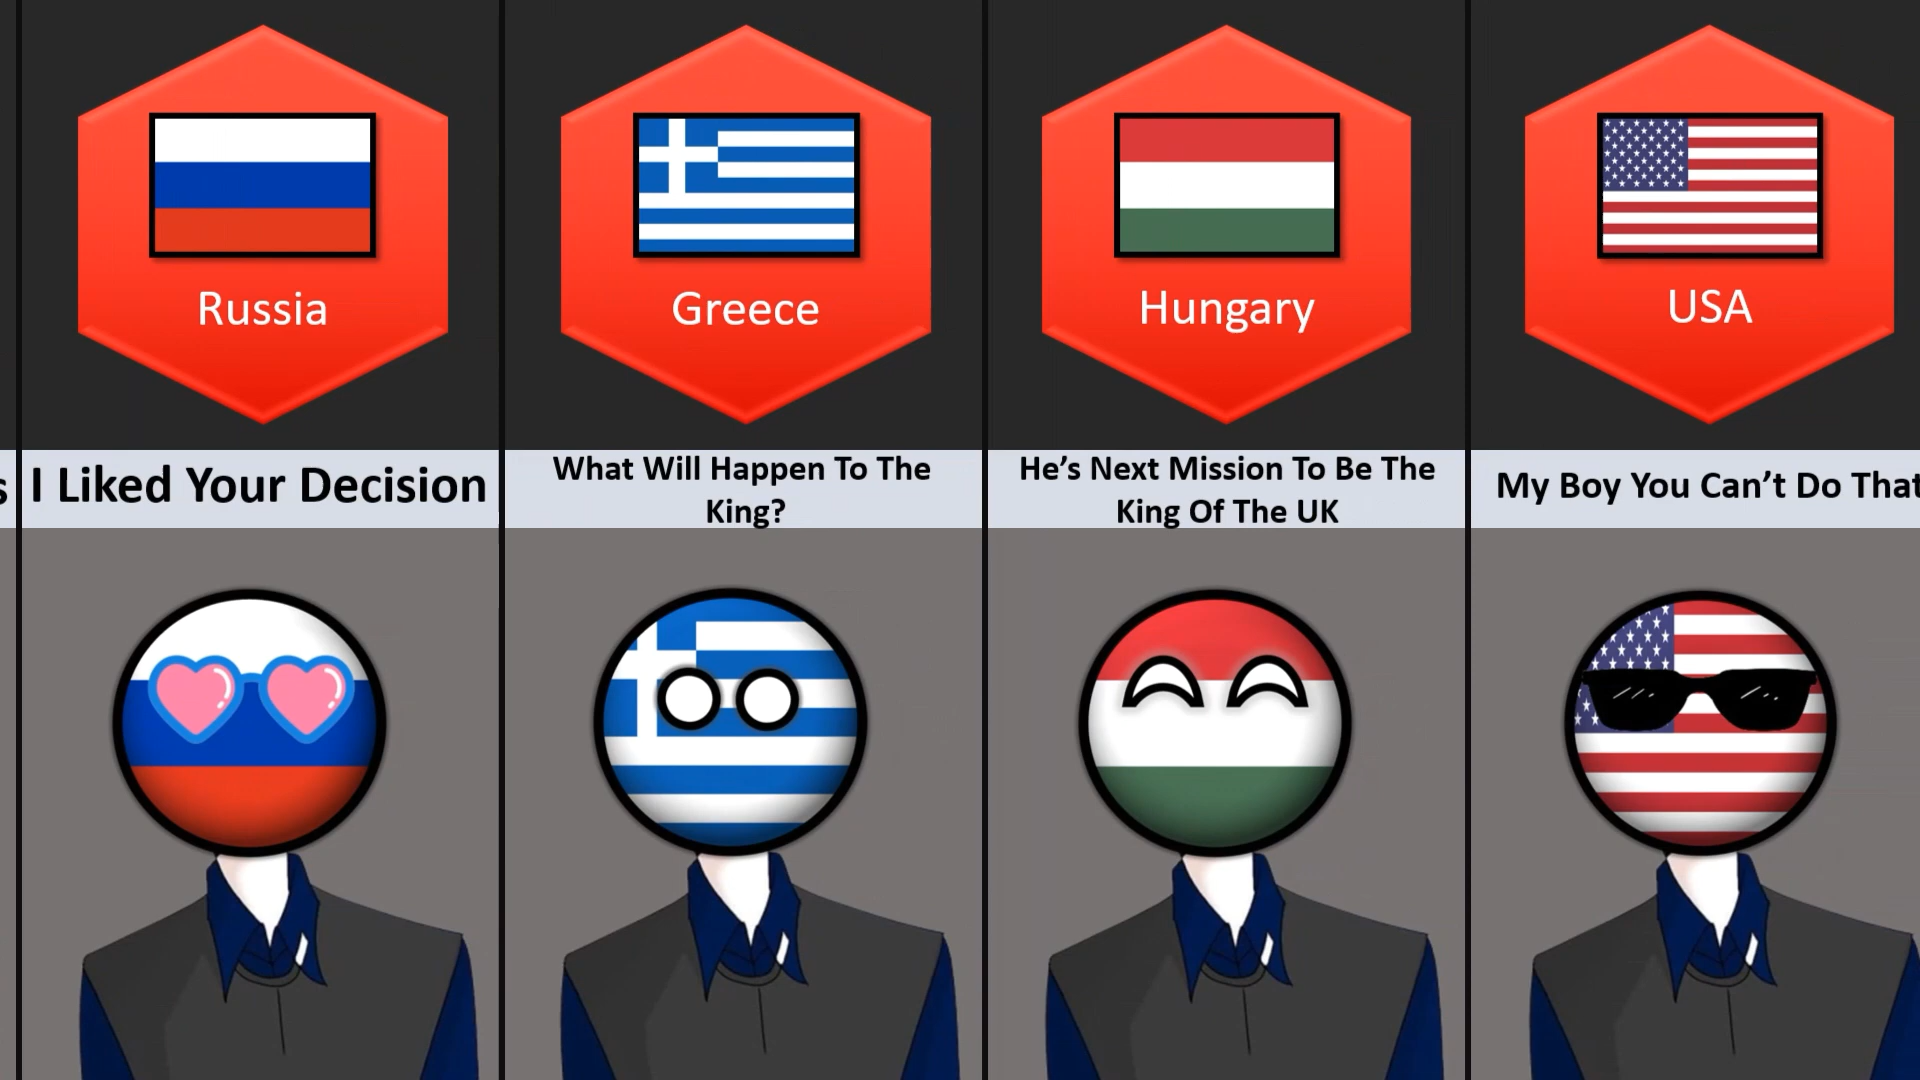 Russia
Greece
Hungary
USA
s
I Liked Your Decision
What Will Happen To The
King?
He's Next Mission To Be The
King Of The UK
My Boy You Can't Do That